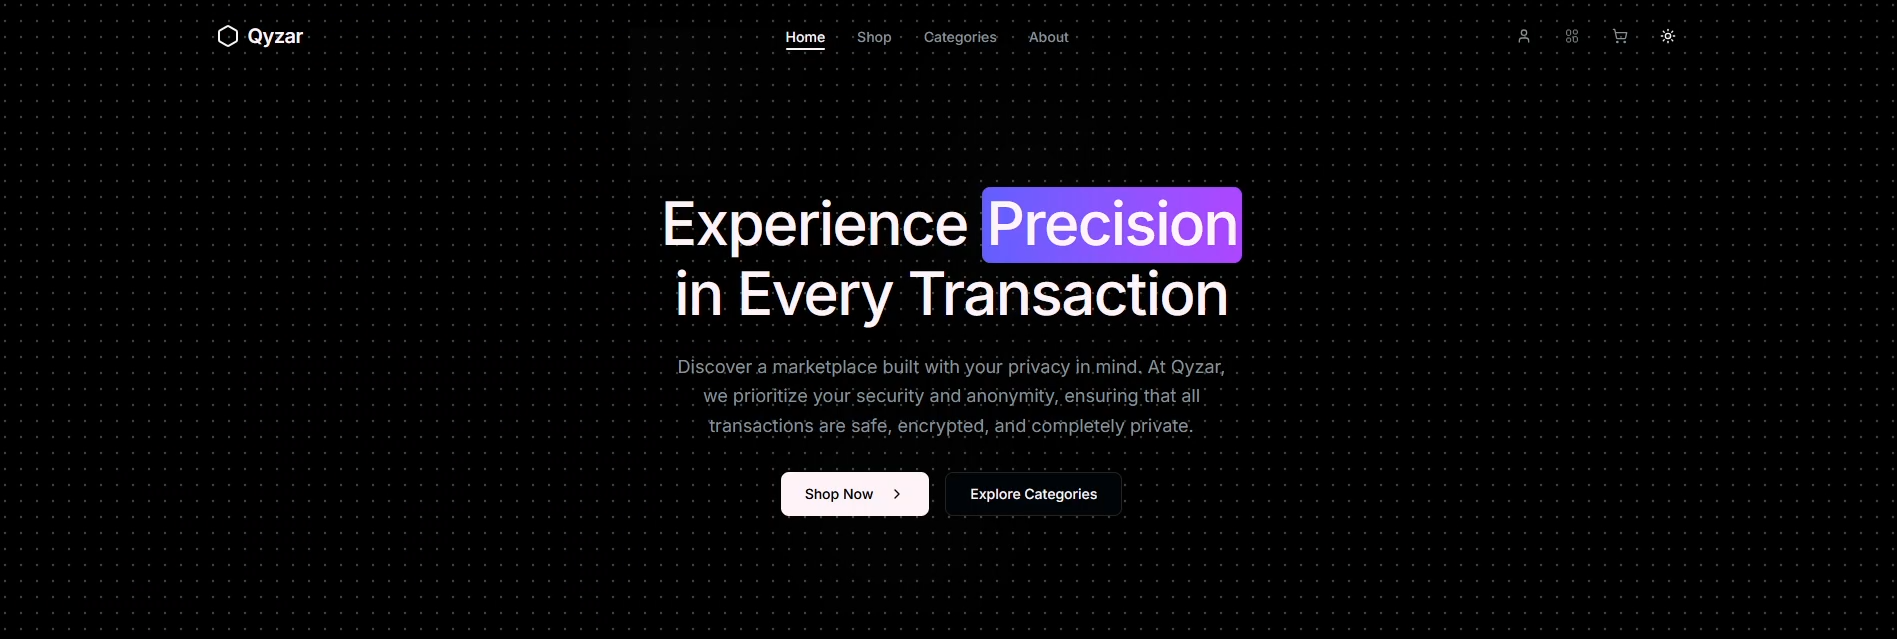 Qyzar
Home Shop Categories About
Experience Precision
in Every Transaction
Discover a marketplace built with your privacy in mind. At Qyzar,
we prioritize your security and anonymity, ensuring that all
transactions are safe, encrypted, and completely private.
Shop Now
Explore Categories